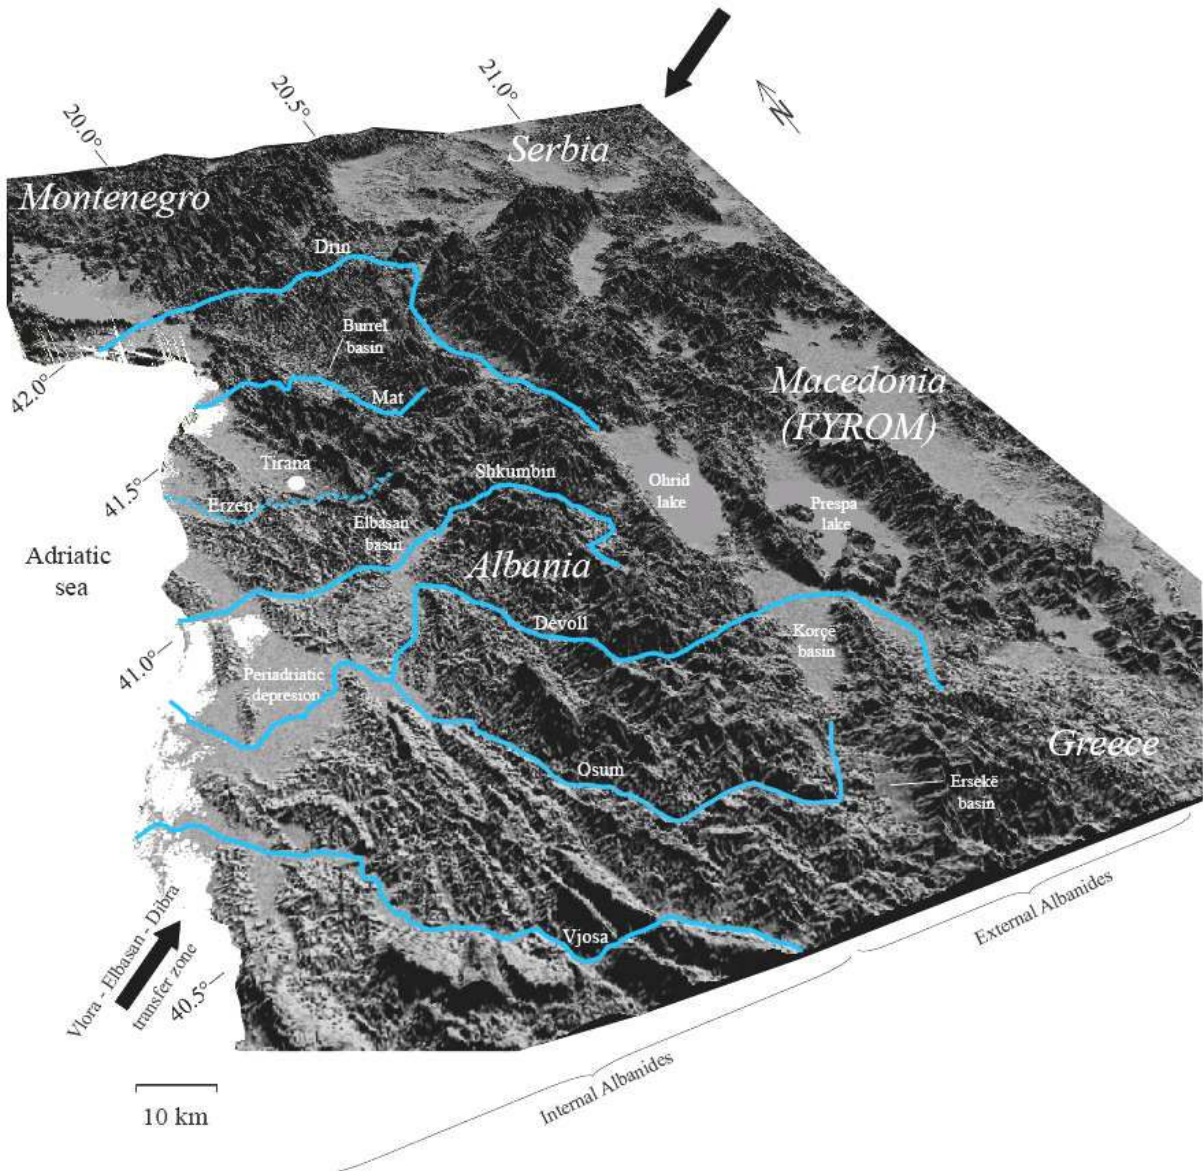 20.0°
20.5°
21.0°
N
Serbia
Montenegro
Drin
Burrel
basin
42.0°
Mat
Macedonia
(FYROM)
41.5°
Tirana
Erzen
Shkumbin
Ohrid
lake
Prespa
lake
Elbasan
basin
Adriatic
sea
Albania
Devoll
Korçë
basin
41.0°
Periadriatic
depresion
Osum
Greece
Ersekë
basin
Vjosa
Vlora - Elbasan - Dibra
transfer zone
40.5°
External Albanides
Internal Albanides
10 km